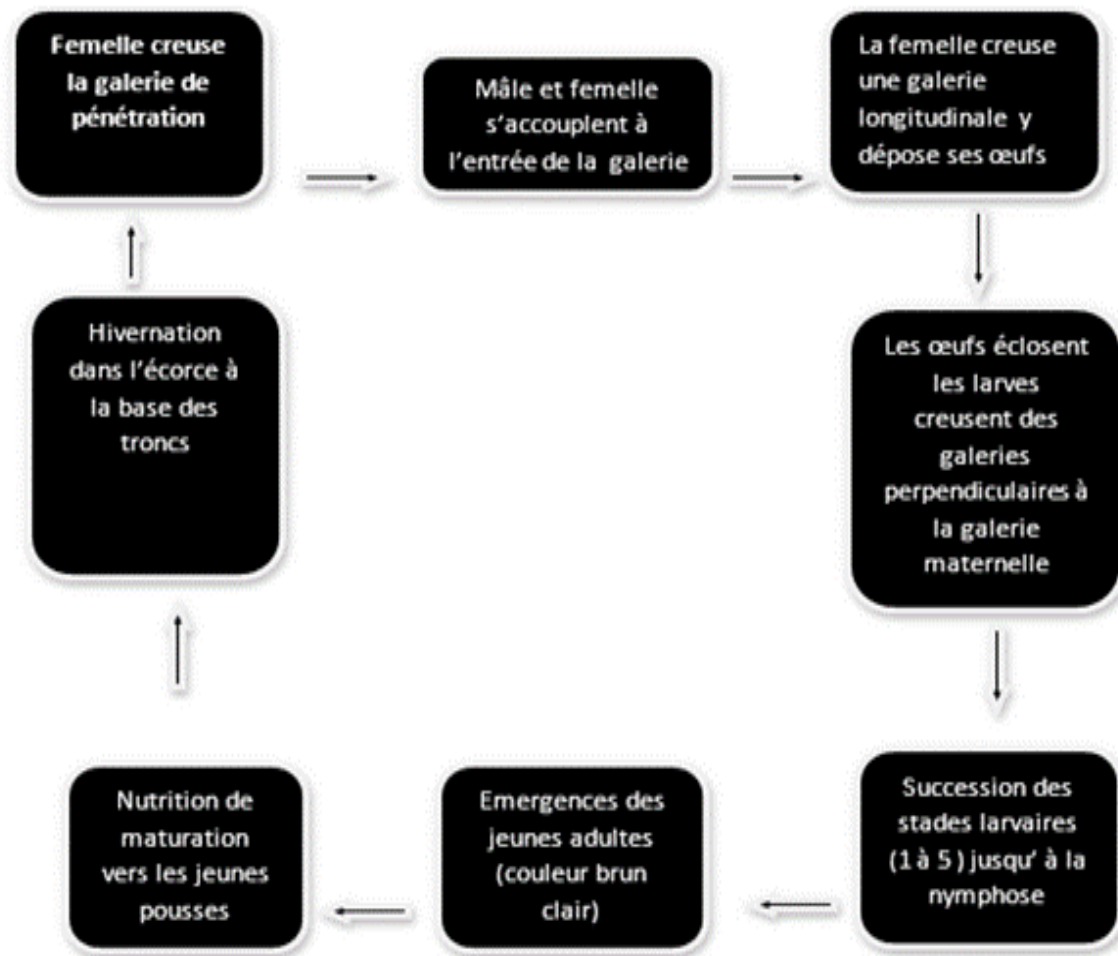 Femelle creuse
la galerie de
pénétration
Mâle et femelle
s'accouplent à
l'entrée de la galerie
La femelle creuse
une galerie
longitudinale y
dépose ses œufs
Les œufs éclosent
les larves
creusent des
galeries
perpendiculaires à
la galerie
maternelle
Succession des
stades larvaires
(1 à 5 ) jusqu' à la
nymphose
Emergences des
jeunes adultes
(couleur brun
clair)
Nutrition de
maturation
vers les jeunes
pousses
Hivernation
dans l'écorce à
la base des
troncs